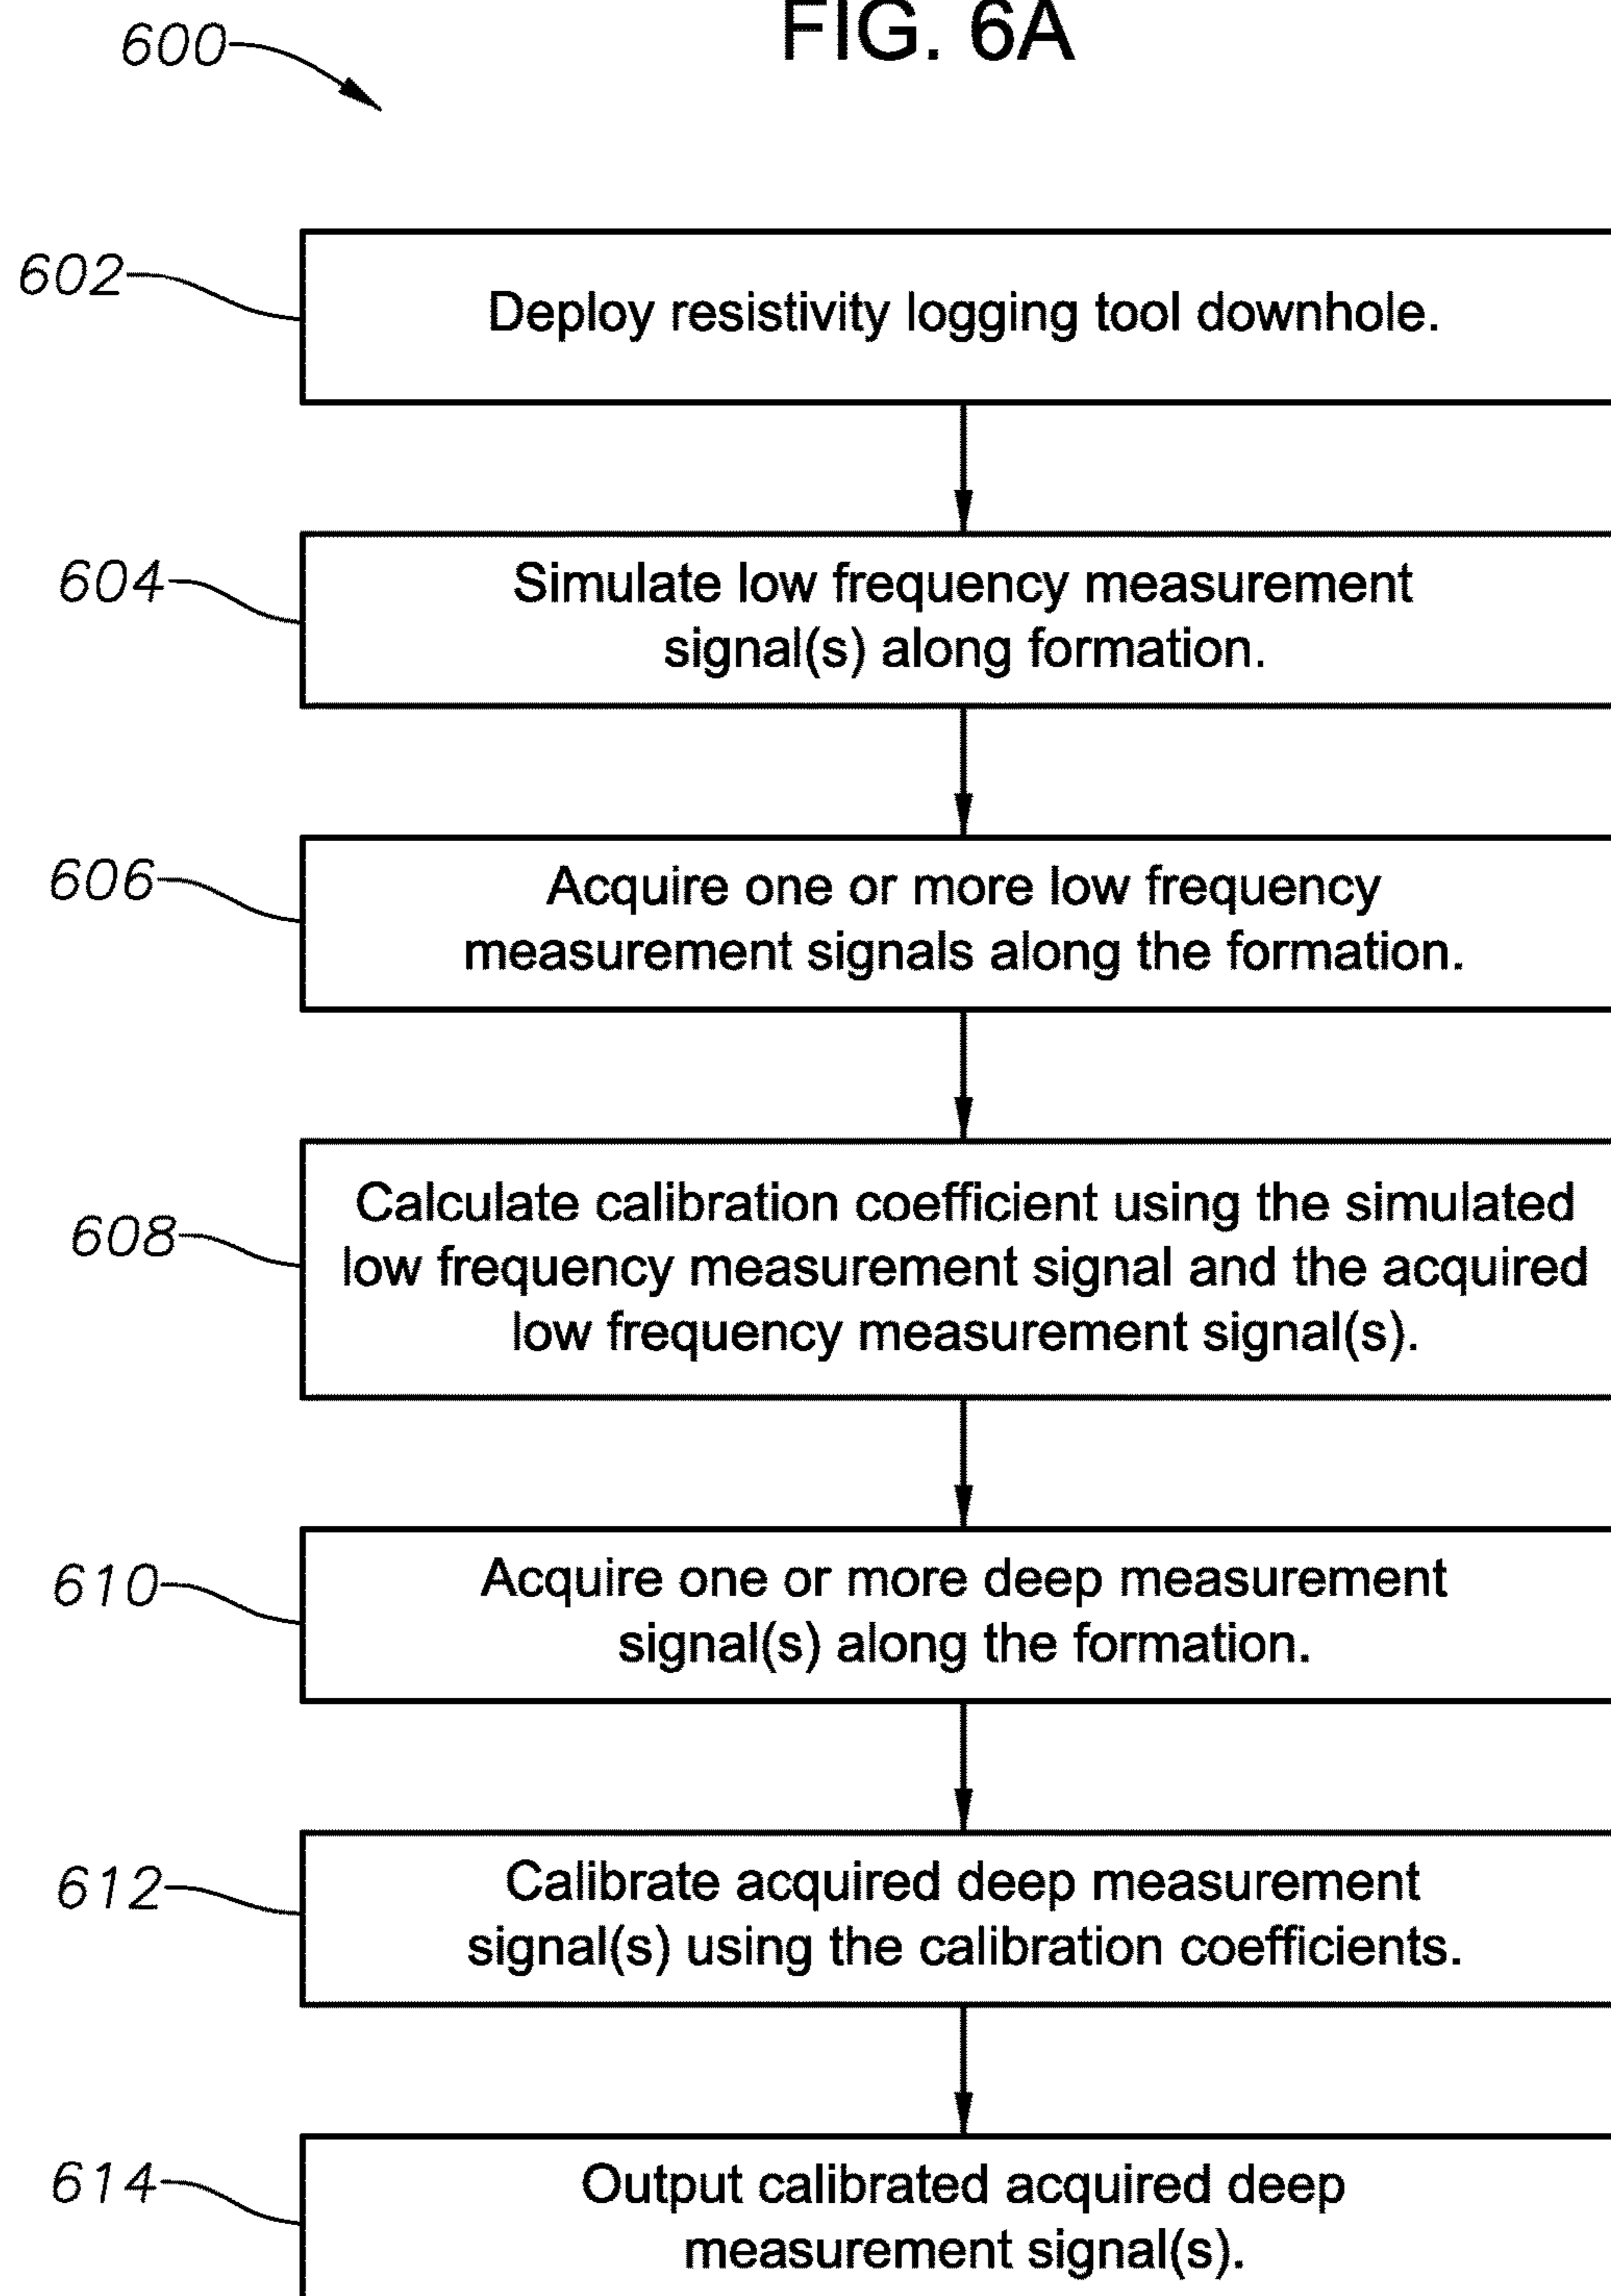 FIG. 6A
600
602
Deploy resistivity logging tool downhole.
604
Simulate low frequency measurement
signal(s) along formation.
606
Acquire one or more low frequency
measurement signals along the formation.
608
Calculate calibration coefficient using the simulated
low frequency measurement signal and the acquired
low frequency measurement signal(s).
610
Acquire one or more deep measurement
signal(s) along the formation.
612
Calibrate acquired deep measurement
signal(s) using the calibration coefficients.
614
Output calibrated acquired deep
measurement signal(s).